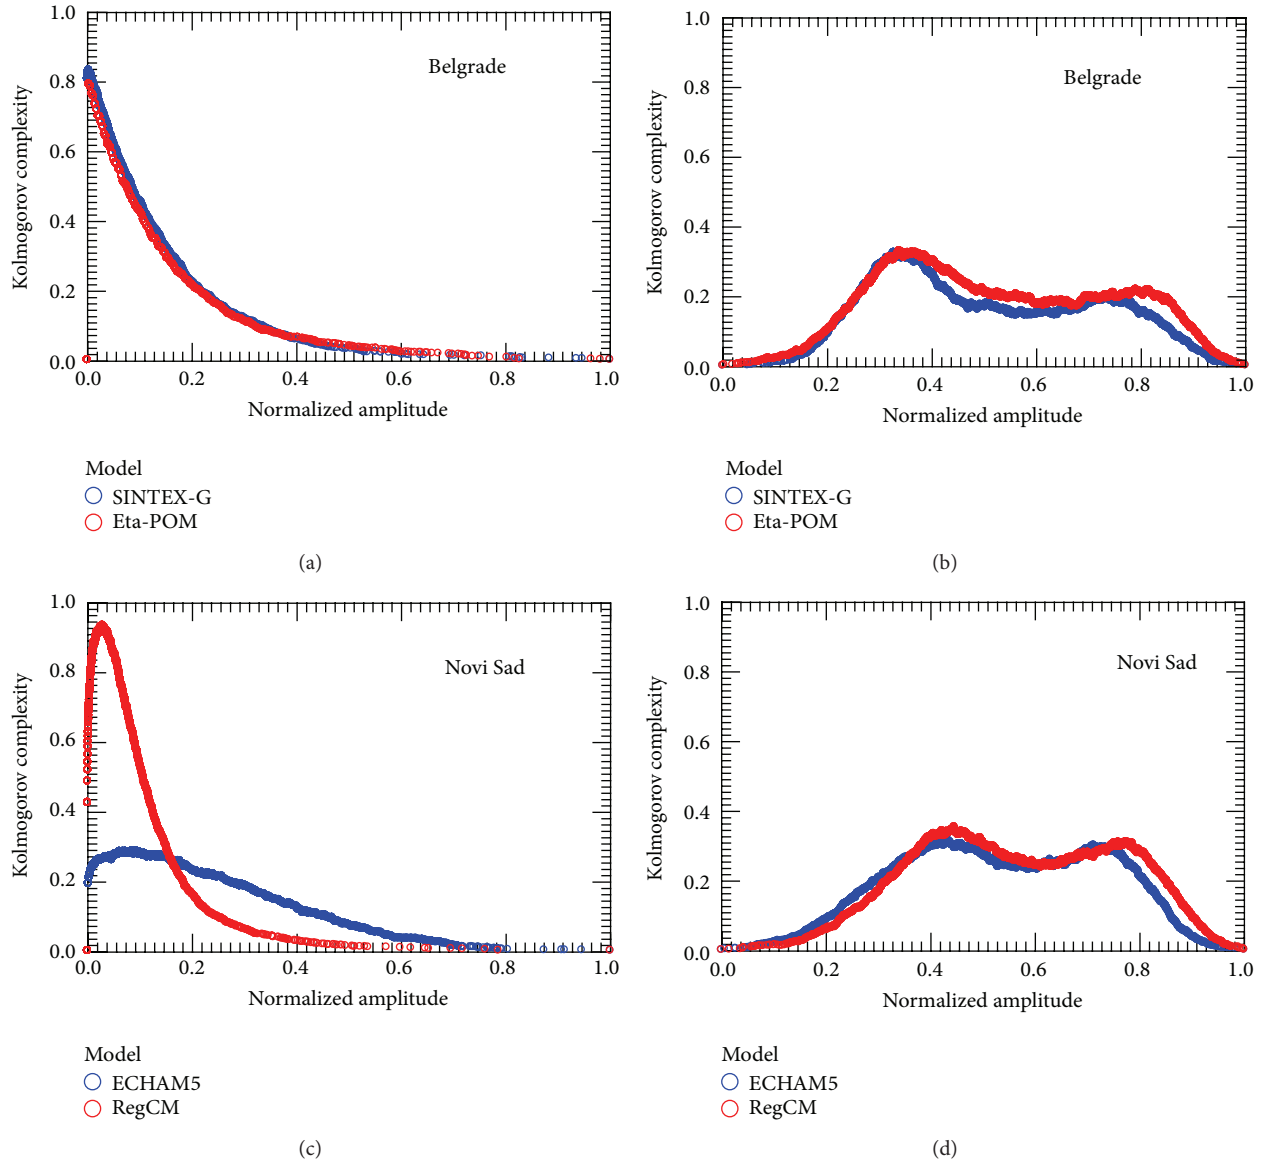 1.0
0.8
0.6
0.4
0.2
0.0
Kolmogorov complexity
Belgrade
0.0 0.2 0.4 0.6 0.8 1.0
Normalized amplitude
Model
SINTEX-G
Eta-POM
(a)
1.0
0.8
0.6
0.4
0.2
0.0
Kolmogorov complexity
Belgrade
0.0 0.2 0.4 0.6 0.8 1.0
Normalized amplitude
Model
SINTEX-G
Eta-POM
(b)
1.0
0.8
0.6
0.4
0.2
0.0
Kolmogorov complexity
Novi Sad
0.0 0.2 0.4 0.6 0.8 1.0
Normalized amplitude
Model
ECHAM5
RegCM
(c)
1.0
0.8
0.6
0.4
0.2
0.0
Kolmogorov complexity
Novi Sad
0.0 0.2 0.4 0.6 0.8 1.0
Normalized amplitude
Model
ECHAM5
RegCM
(d)